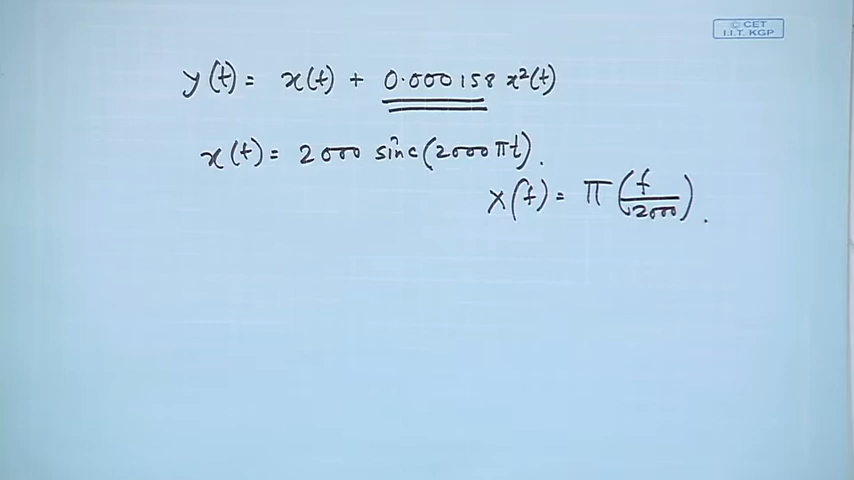 © CET
I.I.T. KGP
y(t) = x(t) + 0.000158 x²(t)
x(t) = 2000 sinc(2000πt).
X(f) = Π(f/2000).